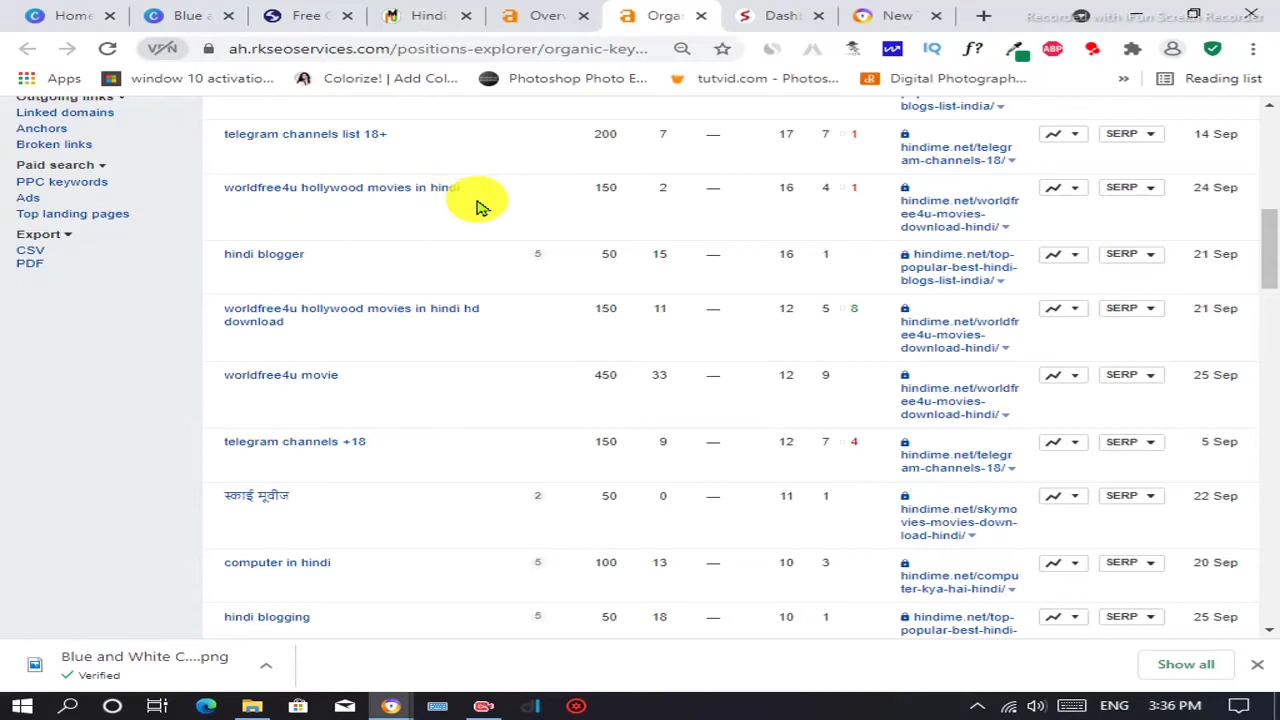 Home
Blue a
Free C
Hindi
Over
Orga
Dash
New T
Recorded with iFun Screen Recorder
VPN
ah.rkseoservices.com/positions-explorer/organic-key...
IQ
f?
ABP
Apps
window 10 activatio...
Colorize! | Add Col...
Photoshop Photo E...
tutvid.com - Photos...
Digital Photograph...
»
Reading list
Outgoing links
Linked domains
Anchors
Broken links
Paid search
PPC keywords
Ads
Top landing pages
Export
CSV
PDF
blogs-list-india/
telegram channels list 18+ 200 7 — 17 7 1 hindime.net/telegr SERP 14 Sep
am-channels-18/
worldfree4u hollywood movies in hindi 150 2 — 16 4 1 SERP 24 Sep
hindime.net/worldfr
ee4u-movies-
download-hindi/
hindi blogger 5 50 15 — 16 1 hindime.net/top- SERP 21 Sep
popular-best-hindi-
blogs-list-india/
worldfree4u hollywood movies in hindi hd 150 11 — 12 5 8 SERP 21 Sep
download
hindime.net/worldfr
ee4u-movies-
download-hindi/
worldfree4u movie 450 33 — 12 9 SERP 25 Sep
hindime.net/worldfr
ee4u-movies-
download-hindi/
telegram channels +18 150 9 — 12 7 4 SERP 5 Sep
hindime.net/telegr
am-channels-18/
स्काई मूवीज 2 50 0 — 11 1 SERP 22 Sep
hindime.net/skymo
vies-movies-down-
load-hindi/
computer in hindi 5 100 13 — 10 3 SERP 20 Sep
hindime.net/compu
ter-kya-hai-hindi/
hindi blogging 5 50 18 — 10 1 hindime.net/top- SERP 25 Sep
popular-best-hindi-
Blue and White C....png
Verified
Show all
ENG
3:36 PM